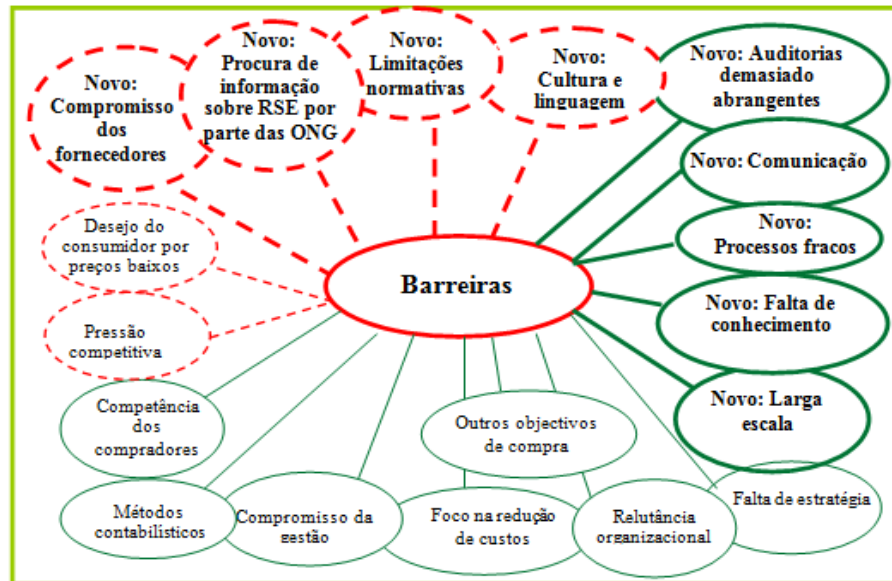 Novo:
Compromisso
dos
fornecedores
Novo:
Procura de
informação
sobre RSE por
parte das ONG
Novo:
Limitações
normativas
Novo:
Cultura e
linguagem
Novo: Auditorias
demasiado
abrangentes
Novo: Comunicação
Novo:
Processos fracos
Novo: Falta de
conhecimento
Novo: Larga
escala
Desejo do
consumidor por
preços baixos
Pressão
competitiva
Barreiras
Competência
dos
compradores
Outros objectivos
de compra
Métodos
contabilísticos
Compromisso da
gestão
Foco na redução
de custos
Relutância
organizacional
Falta de estratégia